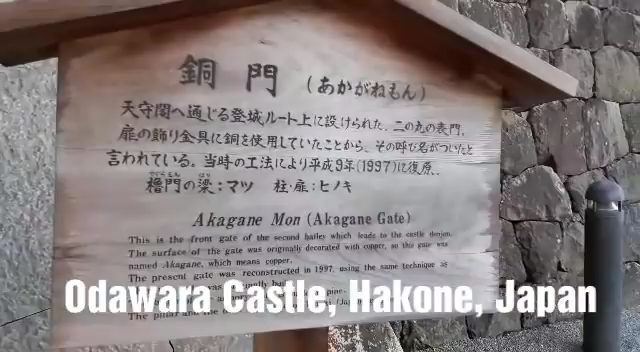 銅門 (あかがねもん)
天守閣へ通じる登城ルート上に設けられた、二の丸の表門。
扉の飾り金具に銅を使用していたことから、その呼び名がついたと
言われている。当時の工法により平成9年(1997)に復原。
櫓門の梁:マツ 柱・扉:ヒノキ
Akagane Mon (Akagane Gate)
This is the front gate of the second bailey which leads to the castle donjon.
The surface of the gate was originally decorated with copper, so this gate was
named Akagane, which means copper.
The present gate was reconstructed in 1997, using the same technique as
Odawara Castle, Hakone, Japan
The pillar and the